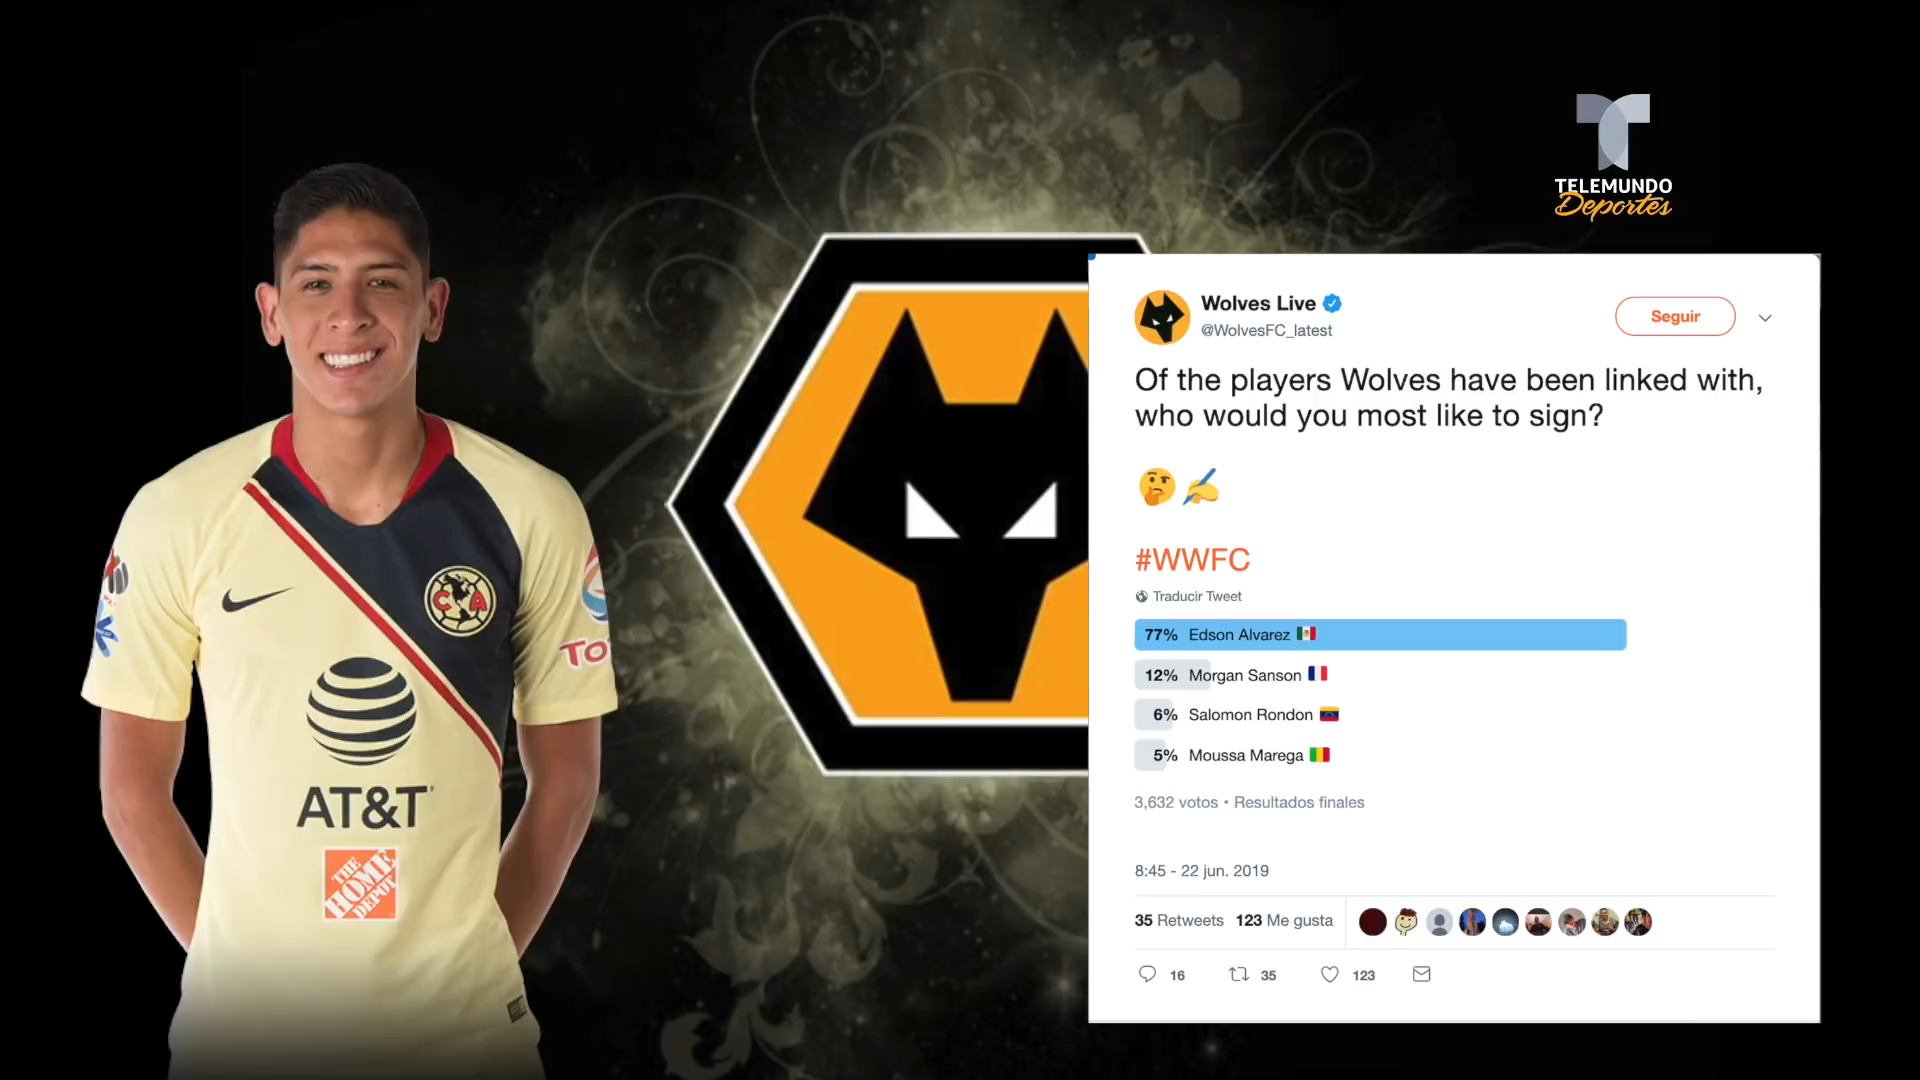 TELEMUNDO
Deportes
Wolves Live
@WolvesFC_latest
Seguir
Of the players Wolves have been linked with,
who would you most like to sign?
#WWFC
Traducir Tweet
77% Edson Alvarez
12% Morgan Sanson
6% Salomon Rondon
5% Moussa Marega
3,632 votos • Resultados finales
8:45 - 22 jun. 2019
35 Retweets 123 Me gusta
16 35 123
CA
TO
AT&T
THE
HOME
DEPOT